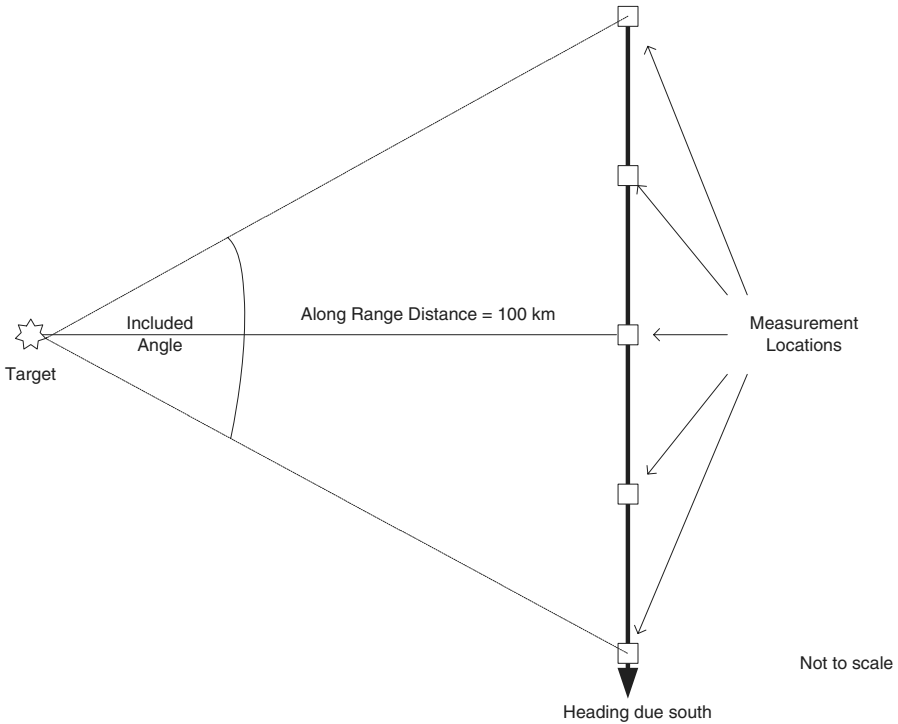 Along Range Distance = 100 km
Included
Angle
Measurement
Locations
Target
Not to scale
Heading due south